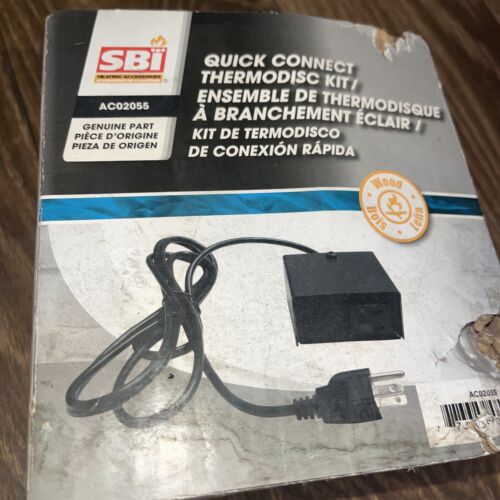 SBi
HEATING ACCESSORIES
AC02055
GENUINE PART
PIÈCE D'ORIGINE
PIEZA DE ORIGEN
QUICK CONNECT
THERMODISC KIT/
ENSEMBLE DE THERMODISQUE
À BRANCHEMENT ÉCLAIR /
KIT DE TERMODISCO
DE CONEXIÓN RÁPIDA
Wood
Bois
Leña
AC02055